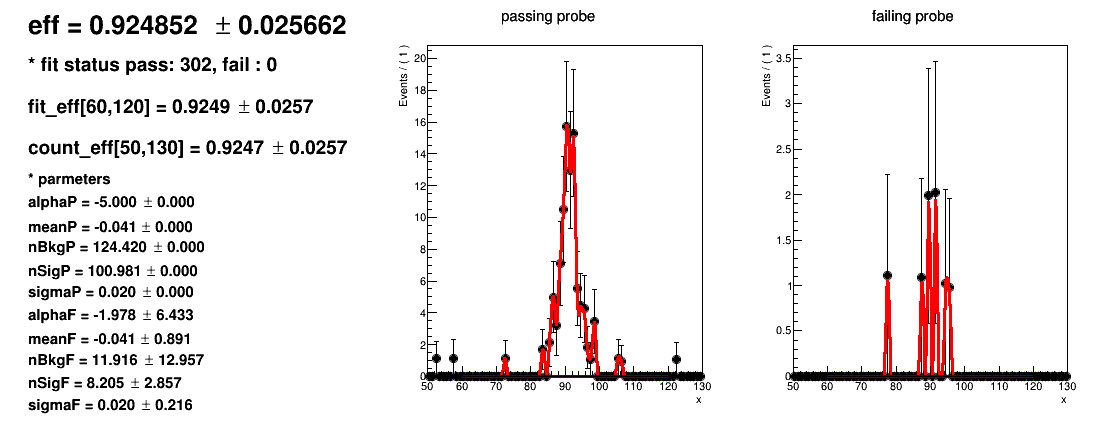 eff = 0.924852 ± 0.025662
* fit status pass: 302, fail : 0
fit_eff[60,120] = 0.9249 ± 0.0257
count_eff[50,130] = 0.9247 ± 0.0257
* parmeters
alphaP = -5.000 ± 0.000
meanP = -0.041 ± 0.000
nBkgP = 124.420 ± 0.000
nSigP = 100.981 ± 0.000
sigmaP = 0.020 ± 0.000
alphaF = -1.978 ± 6.433
meanF = -0.041 ± 0.891
nBkgF = 11.916 ± 12.957
nSigF = 8.205 ± 2.857
sigmaF = 0.020 ± 0.216
passing probe
Events / ( 1 )
20
18
16
14
12
10
8
6
4
2
0
50 60 70 80 90 100 110 120 130
x
failing probe
Events / ( 1 )
3.5
3
2.5
2
1.5
1
0.5
0
50 60 70 80 90 100 110 120 130
x